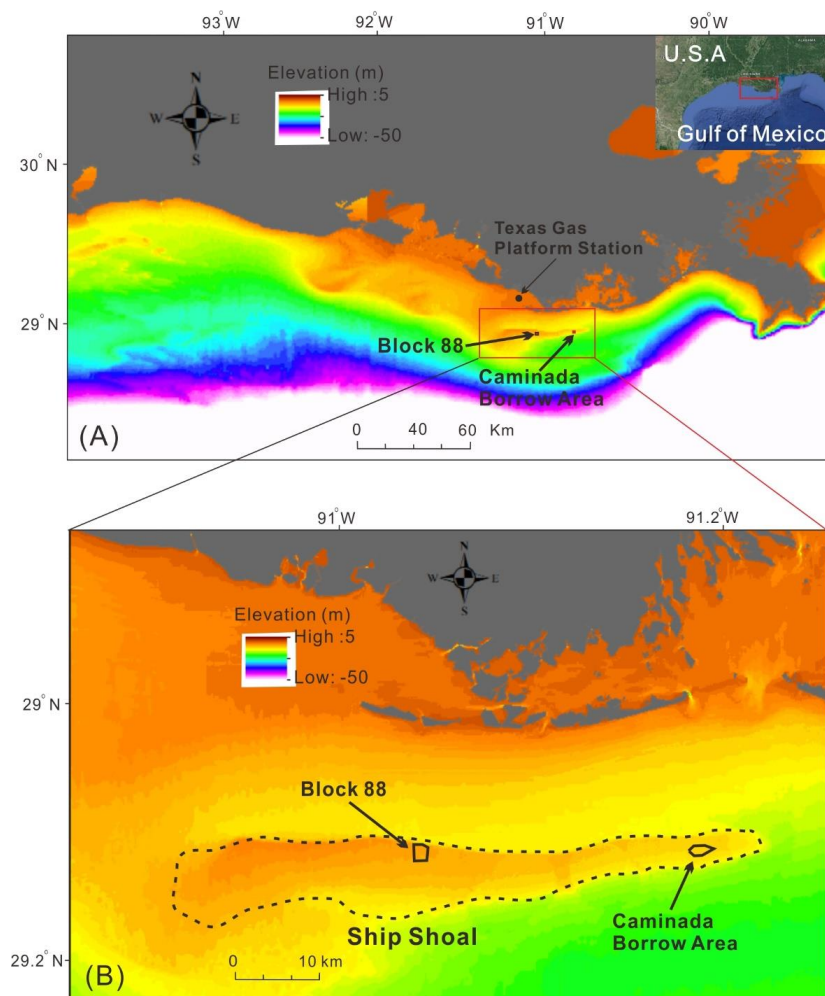 93°W 92°W 91°W 90°W
U.S.A
Gulf of Mexico
N
W E
S
Elevation (m)
High :5
Low: -50
30°N
Texas Gas
Platform Station
29°N
Block 88
Caminada
Borrow Area
(A)
0 40 60 Km
91°W 91.2°W
N
W E
S
Elevation (m)
High :5
Low: -50
29°N
Block 88
Ship Shoal
Caminada
Borrow Area
29.2°N
(B)
0 10 km